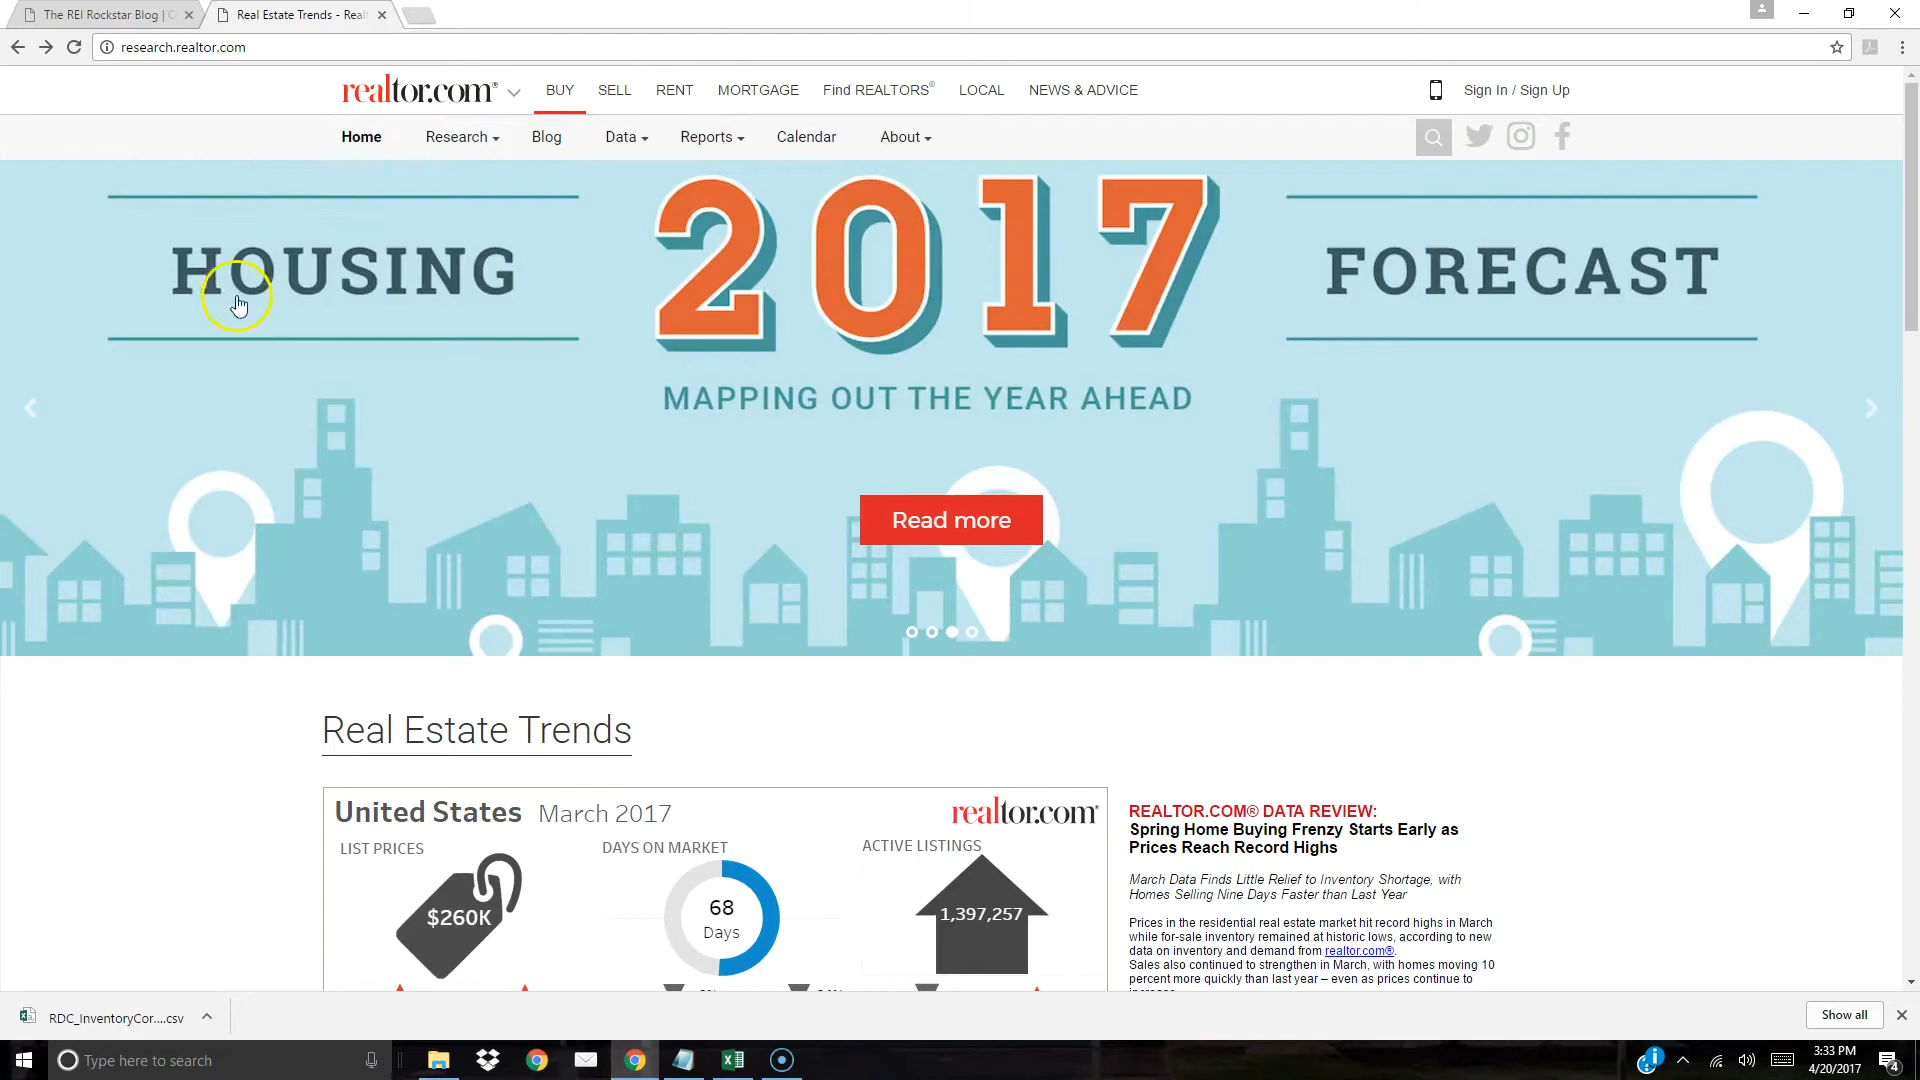 The REI Rockstar Blog | C
Real Estate Trends - Realt
research.realtor.com
realtor.com®
BUY
SELL
RENT
MORTGAGE
Find REALTORS®
LOCAL
NEWS & ADVICE
Sign In / Sign Up
Home
Research
Blog
Data
Reports
Calendar
About
HOUSING
2017
FORECAST
MAPPING OUT THE YEAR AHEAD
Read more
Real Estate Trends
United States March 2017
realtor.com®
LIST PRICES
DAYS ON MARKET
ACTIVE LISTINGS
$260K
68
Days
1,397,257
REALTOR.COM® DATA REVIEW:
Spring Home Buying Frenzy Starts Early as
Prices Reach Record Highs
March Data Finds Little Relief to Inventory Shortage, with
Homes Selling Nine Days Faster than Last Year
Prices in the residential real estate market hit record highs in March
while for-sale inventory remained at historic lows, according to new
data on inventory and demand from realtor.com®.
Sales also continued to strengthen in March, with homes moving 10
percent more quickly than last year – even as prices continue to
RDC_InventoryCor....csv
Show all
Type here to search
3:33 PM
4/20/2017
4